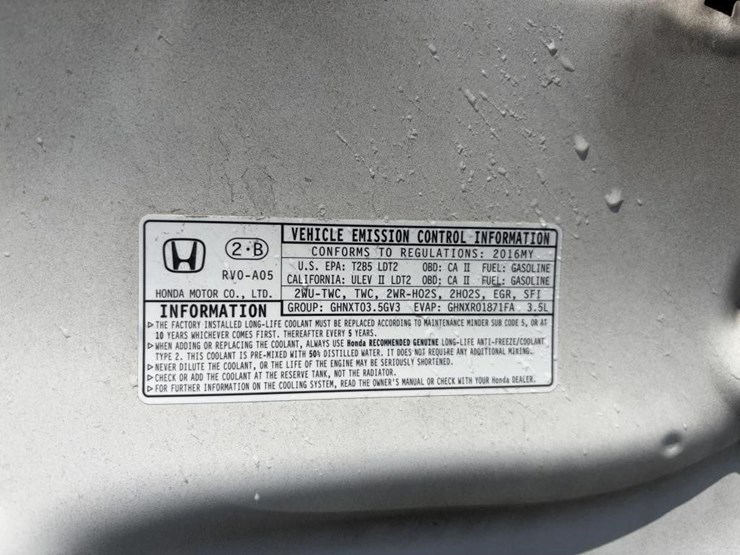 VEHICLE EMISSION CONTROL INFORMATION
CONFORMS TO REGULATIONS: 2016MY
U.S. EPA: T2B5 LDT2 OBD: CA II FUEL: GASOLINE
CALIFORNIA: ULEV II LDT2 OBD: CA II FUEL: GASOLINE
2WU-TWC, TWC, 2WR-HO2S, 2HO2S, EGR, SFI
GROUP: GHNXT03.5GV3 EVAP: GHNXR01871FA 3.5L
2·B
RV0-A05
HONDA MOTOR CO., LTD.
INFORMATION
▷THE FACTORY INSTALLED LONG-LIFE COOLANT MUST BE REPLACED ACCORDING TO MAINTENANCE MINDER SUB CODE 5, OR AT
10 YEARS WHICHEVER COMES FIRST. THEREAFTER EVERY 5 YEARS.
▷WHEN ADDING OR REPLACING THE COOLANT, ALWAYS USE Honda RECOMMENDED GENUINE LONG-LIFE ANTI-FREEZE/COOLANT
TYPE 2. THIS COOLANT IS PRE-MIXED WITH 50% DISTILLED WATER. IT DOES NOT REQUIRE ANY ADDITIONAL MIXING.
▷NEVER DILUTE THE COOLANT, OR THE LIFE OF THE ENGINE MAY BE SERIOUSLY SHORTENED.
▷CHECK OR ADD THE COOLANT AT THE RESERVE TANK, NOT THE RADIATOR.
▷FOR FURTHER INFORMATION ON THE COOLING SYSTEM, READ THE OWNER'S MANUAL OR CHECK WITH YOUR Honda DEALER.